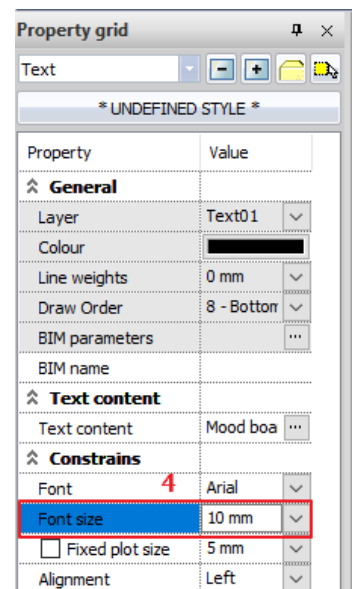 Property grid
Text
* UNDEFINED STYLE *
Property Value
General
Layer Text01
Colour
Line weights 0 mm
Draw Order 8 - Bottom
BIM parameters ...
BIM name
Text content
Text content Mood boa ...
Constrains
Font 4 Arial
Font size 10 mm
Fixed plot size 5 mm
Alignment Left